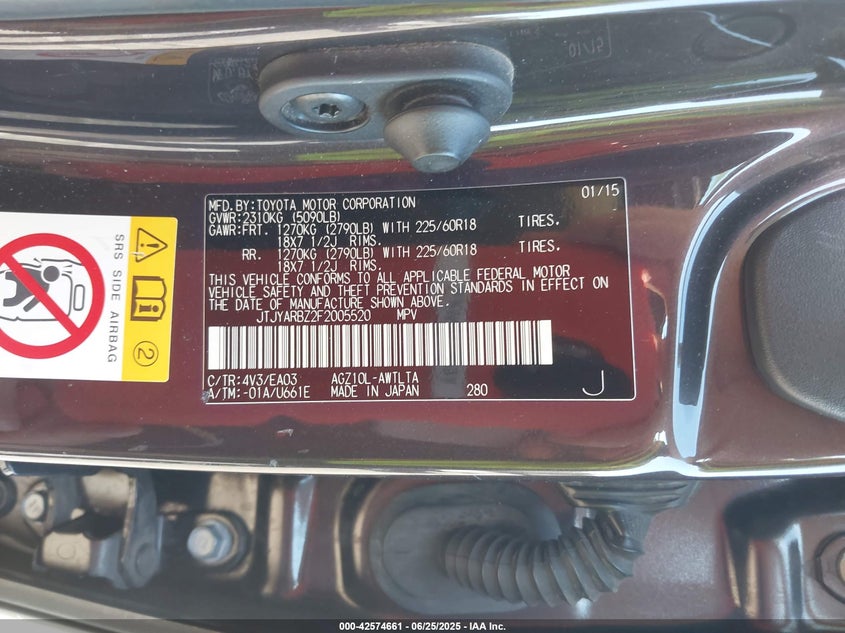 MFD.BY:TOYOTA MOTOR CORPORATION 01/15
GVWR:2310KG (5090LB)
GAWR:FRT. 1270KG (2790LB) WITH 225/60R18 TIRES.
18X7 1/2J RIMS.
RR. 1270KG (2790LB) WITH 225/60R18 TIRES.
18X7 1/2J RIMS.
THIS VEHICLE CONFORMS TO ALL APPLICABLE FEDERAL MOTOR
VEHICLE SAFETY AND THEFT PREVENTION STANDARDS IN EFFECT ON
THE DATE OF MANUFACTURE SHOWN ABOVE.
JTJYARBZ2F2005520 MPV
C/TR:4V3/EA03 AGZ10L-AWTLTA
A/TM:-01A/U661E MADE IN JAPAN 280 J
SRS SIDE AIRBAG
2
10/15
000-42574661 - 06/25/2025 - IAA Inc.